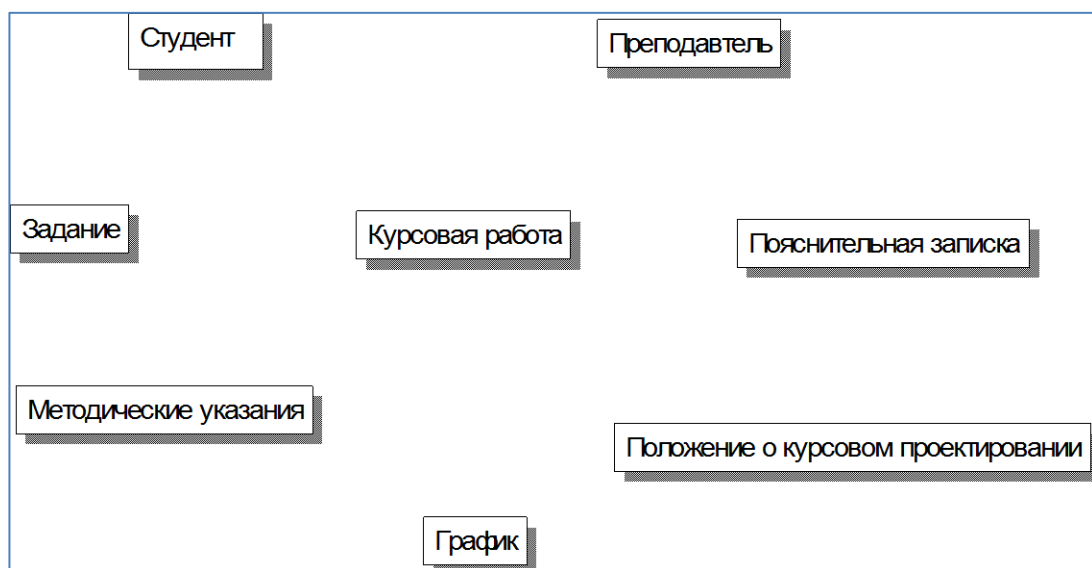 Студент
Преподавтель
Задание
Курсовая работа
Пояснительная записка
Методические указания
Положение о курсовом проектировании
График